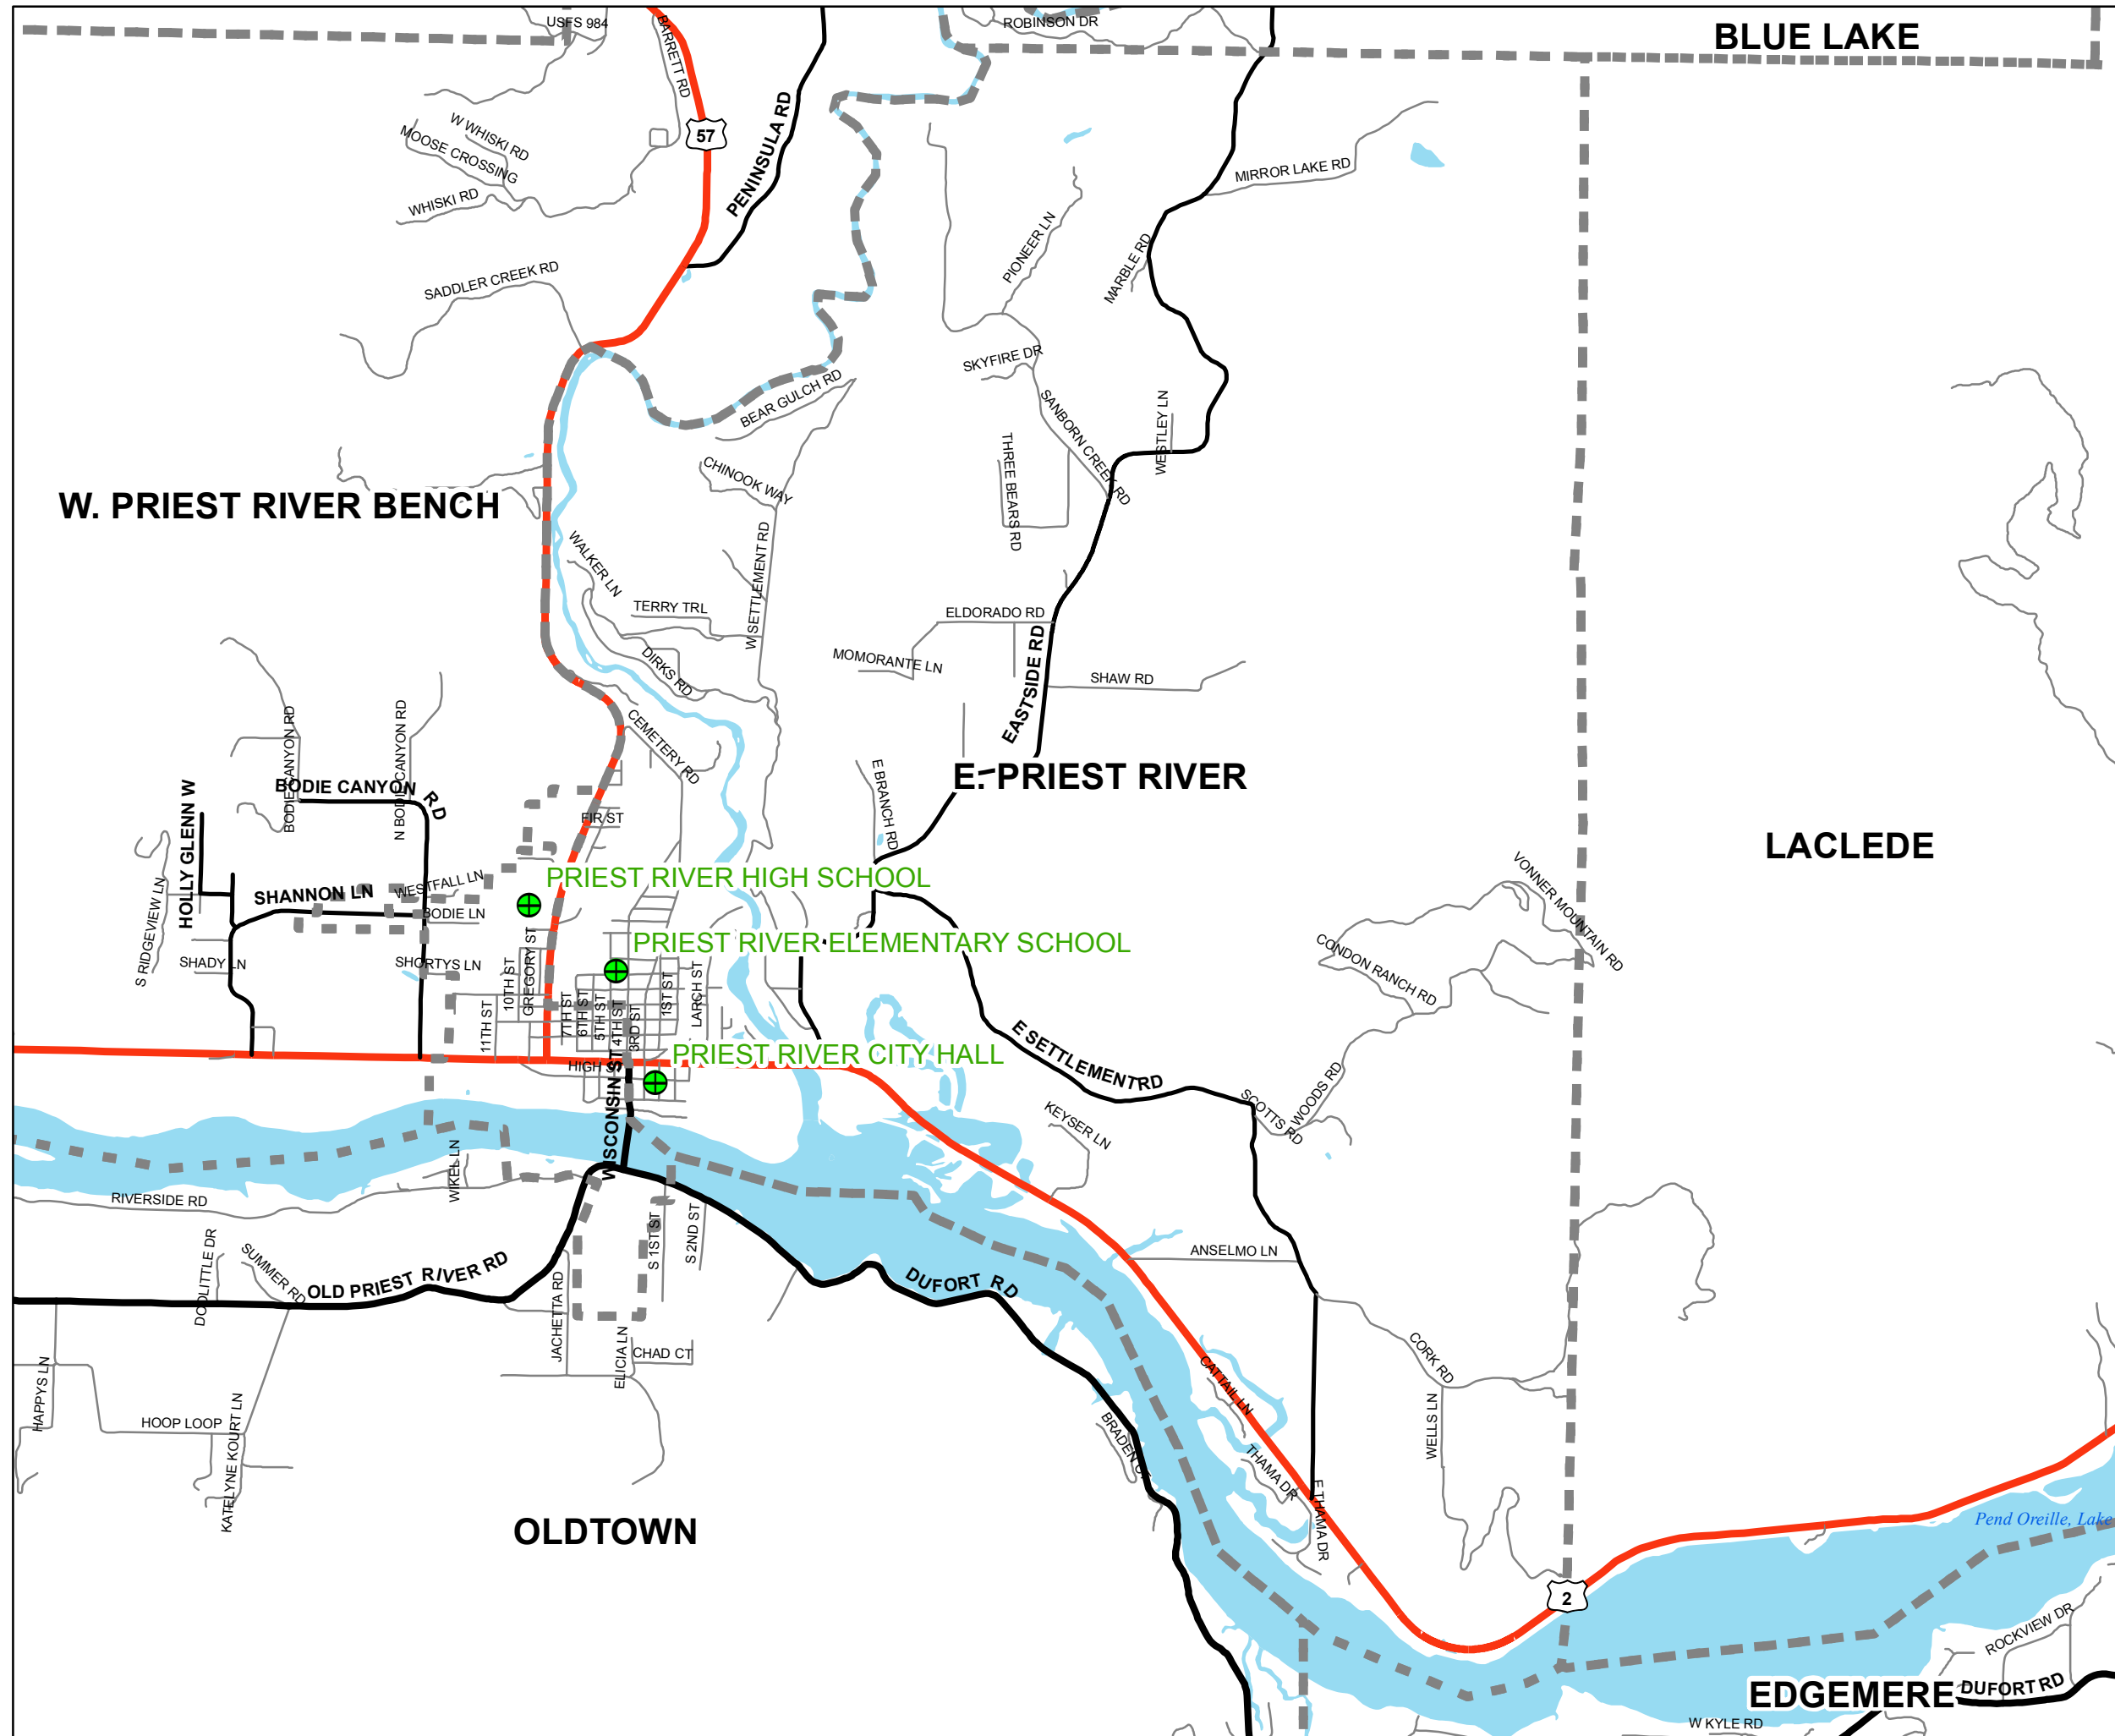 USFS 984
BARRETT RD
ROBINSON DR
BLUE LAKE
57
PENINSULA RD
W WHISKI RD
MOOSE CROSSING
WHISKI RD
MIRROR LAKE RD
PIONEER LN
MARBLE RD
SADDLER CREEK RD
SKYFIRE DR
BEAR GULCH RD
SANBORN CREEK RD
WESTLEY LN
THREE BEARS RD
CHINOOK WAY
W. PRIEST RIVER BENCH
WALKER LN
W SETTLEMENT RD
TERRY TRL
ELDORADO RD
MOMORANTE LN
DIRKS RD
EASTSIDE RD
SHAW RD
CEMETERY RD
BODIE CANYON RD
N BODIE CANYON RD
BODIE CANYON RD
HOLLY GLENN W
E. PRIEST RIVER
E BRANCH RD
FIR ST
LACLEDE
PRIEST RIVER HIGH SCHOOL
WESTFALL LN
SHANNON LN
BODIE LN
S RIDGEVIEW LN
VONNER MOUNTAIN RD
PRIEST RIVER ELEMENTARY SCHOOL
CONDON RANCH RD
SHADY LN
SHORTYS LN
11TH ST
10TH ST
GREGORY ST
7TH ST
6TH ST
5TH ST
4TH ST
3RD ST
1ST ST
LARCH ST
E SETTLEMENT RD
PRIEST RIVER CITY HALL
HIGH ST
WISCONSIN ST
KEYSER LN
SCOTTS RD
WOODS RD
WIKEL LN
RIVERSIDE RD
S 1ST ST
S 2ND ST
ANSELMO LN
DOOLITTLE DR
SUMMER RD
OLD PRIEST RIVER RD
DUFORT RD
JACHETTA RD
ELICIA LN
CHAD CT
CORK RD
CATTAIL LN
HAPPYS LN
HOOP LOOP
KATELYNE KOURT LN
BRADEN CT
WELLS LN
THAMA DR
E THAMA DR
OLDTOWN
Pend Oreille, Lake
2
ROCKVIEW DR
EDGEMERE
DUFORT RD
W KYLE RD